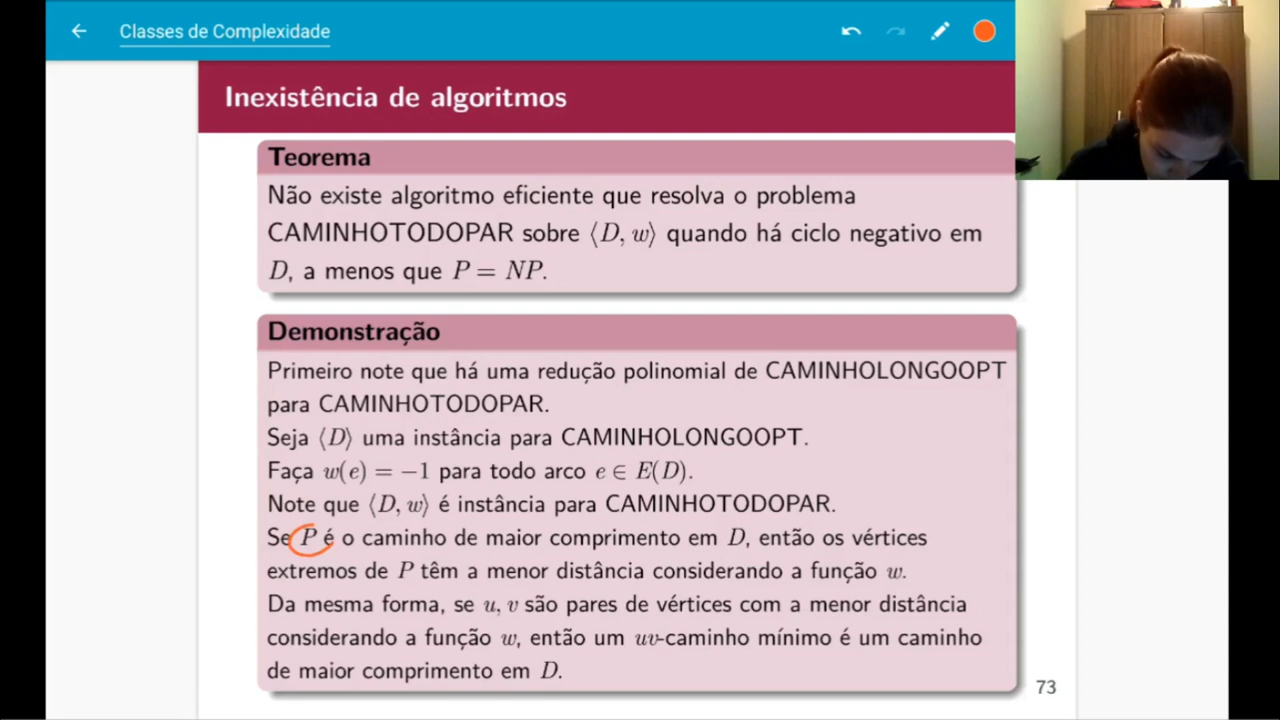 Classes de Complexidade
Inexistência de algoritmos
Teorema
Não existe algoritmo eficiente que resolva o problema
CAMINHOTODOPAR sobre ⟨D, w⟩ quando há ciclo negativo em
D, a menos que P = NP.
Demonstração
Primeiro note que há uma redução polinomial de CAMINHOLONGOOPT
para CAMINHOTODOPAR.
Seja ⟨D⟩ uma instância para CAMINHOLONGOOPT.
Faça w(e) = −1 para todo arco e ∈ E(D).
Note que ⟨D, w⟩ é instância para CAMINHOTODOPAR.
Se P é o caminho de maior comprimento em D, então os vértices
extremos de P têm a menor distância considerando a função w.
Da mesma forma, se u, v são pares de vértices com a menor distância
considerando a função w, então um uv-caminho mínimo é um caminho
de maior comprimento em D.
73